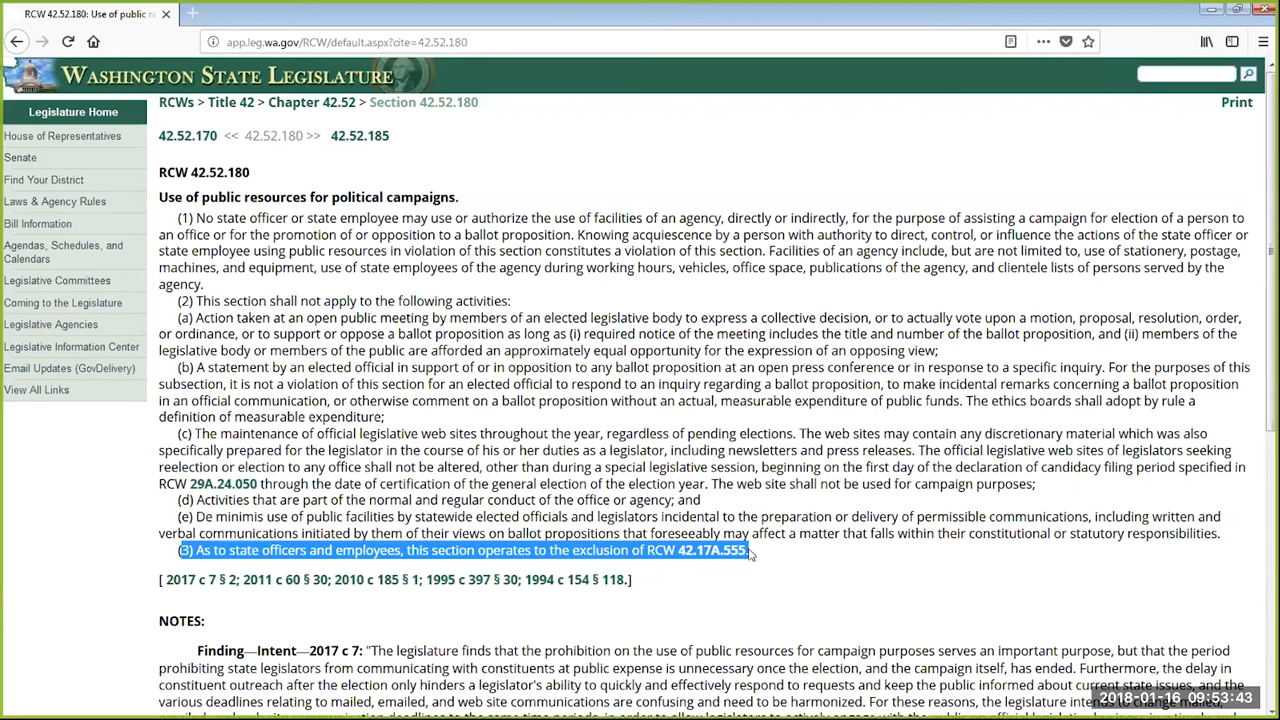 RCW 42.52.180: Use of public re
app.leg.wa.gov/RCW/default.aspx?cite=42.52.180
WASHINGTON STATE LEGISLATURE
Legislature Home
House of Representatives
Senate
Find Your District
Laws & Agency Rules
Bill Information
Agendas, Schedules, and
Calendars
Legislative Committees
Coming to the Legislature
Legislative Agencies
Legislative Information Center
Email Updates (GovDelivery)
View All Links
RCWs > Title 42 > Chapter 42.52 > Section 42.52.180
Print
42.52.170 << 42.52.180 >> 42.52.185
RCW 42.52.180
Use of public resources for political campaigns.
(1) No state officer or state employee may use or authorize the use of facilities of an agency, directly or indirectly, for the purpose of assisting a campaign for election of a person to
an office or for the promotion of or opposition to a ballot proposition. Knowing acquiescence by a person with authority to direct, control, or influence the actions of the state officer or
state employee using public resources in violation of this section constitutes a violation of this section. Facilities of an agency include, but are not limited to, use of stationery, postage,
machines, and equipment, use of state employees of the agency during working hours, vehicles, office space, publications of the agency, and clientele lists of persons served by the
agency.
(2) This section shall not apply to the following activities:
(a) Action taken at an open public meeting by members of an elected legislative body to express a collective decision, or to actually vote upon a motion, proposal, resolution, order,
or ordinance, or to support or oppose a ballot proposition as long as (i) required notice of the meeting includes the title and number of the ballot proposition, and (ii) members of the
legislative body or members of the public are afforded an approximately equal opportunity for the expression of an opposing view;
(b) A statement by an elected official in support of or in opposition to any ballot proposition at an open press conference or in response to a specific inquiry. For the purposes of this
subsection, it is not a violation of this section for an elected official to respond to an inquiry regarding a ballot proposition, to make incidental remarks concerning a ballot proposition
in an official communication, or otherwise comment on a ballot proposition without an actual, measurable expenditure of public funds. The ethics boards shall adopt by rule a
definition of measurable expenditure;
(c) The maintenance of official legislative web sites throughout the year, regardless of pending elections. The web sites may contain any discretionary material which was also
specifically prepared for the legislator in the course of his or her duties as a legislator, including newsletters and press releases. The official legislative web sites of legislators seeking
reelection or election to any office shall not be altered, other than during a special legislative session, beginning on the first day of the declaration of candidacy filing period specified in
RCW 29A.24.050 through the date of certification of the general election of the election year. The web site shall not be used for campaign purposes;
(d) Activities that are part of the normal and regular conduct of the office or agency; and
(e) De minimis use of public facilities by statewide elected officials and legislators incidental to the preparation or delivery of permissible communications, including written and
verbal communications initiated by them of their views on ballot propositions that foreseeably may affect a matter that falls within their constitutional or statutory responsibilities.
(3) As to state officers and employees, this section operates to the exclusion of RCW 42.17A.555.
[ 2017 c 7 § 2; 2011 c 60 § 30; 2010 c 185 § 1; 1995 c 397 § 30; 1994 c 154 § 118.]
NOTES:
Finding—Intent—2017 c 7: "The legislature finds that the prohibition on the use of public resources for campaign purposes serves an important purpose, but that the period
prohibiting state legislators from communicating with constituents at public expense is unnecessary once the election, and the campaign itself, has ended. Furthermore, the delay in
constituent outreach after the election only hinders a legislator's ability to quickly and effectively respond to requests and keep the public informed about current state issues, and the
various deadlines relating to mailed, emailed, and web site communications are confusing and need to be harmonized. For these reasons, the legislature intends to change mailed,
2018-01-16 09:53:43